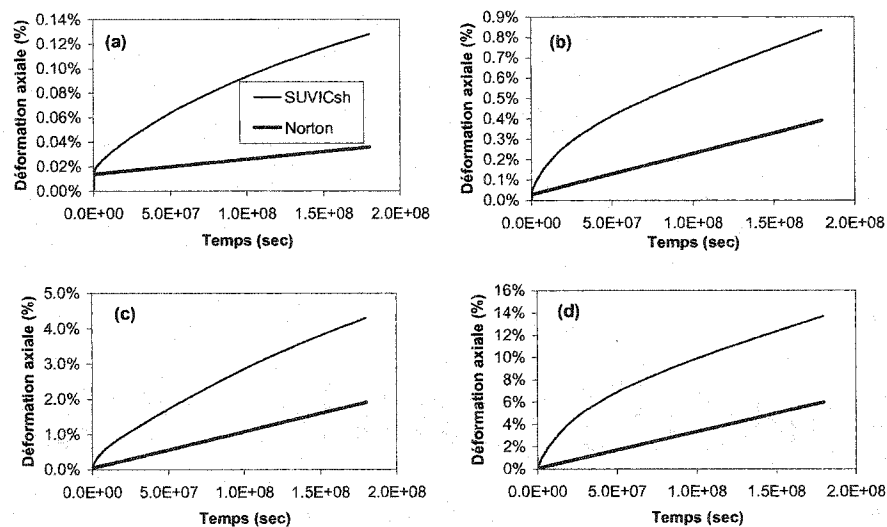 (a)
Déformation axiale (%)
0.14%
0.12%
0.10%
0.08%
0.06%
0.04%
0.02%
0.00%
SUVICsh
Norton
0.0E+00 5.0E+07 1.0E+08 1.5E+08 2.0E+08
Temps (sec)
(b)
Déformation axiale (%)
0.9%
0.8%
0.7%
0.6%
0.5%
0.4%
0.3%
0.2%
0.1%
0.0%
0.0E+00 5.0E+07 1.0E+08 1.5E+08 2.0E+08
Temps (sec)
(c)
Déformation axiale (%)
5.0%
4.0%
3.0%
2.0%
1.0%
0.0%
0.0E+00 5.0E+07 1.0E+08 1.5E+08 2.0E+08
Temps (sec)
(d)
Déformation axiale (%)
16%
14%
12%
10%
8%
6%
4%
2%
0%
0.0E+00 5.0E+07 1.0E+08 1.5E+08 2.0E+08
Temps (sec)